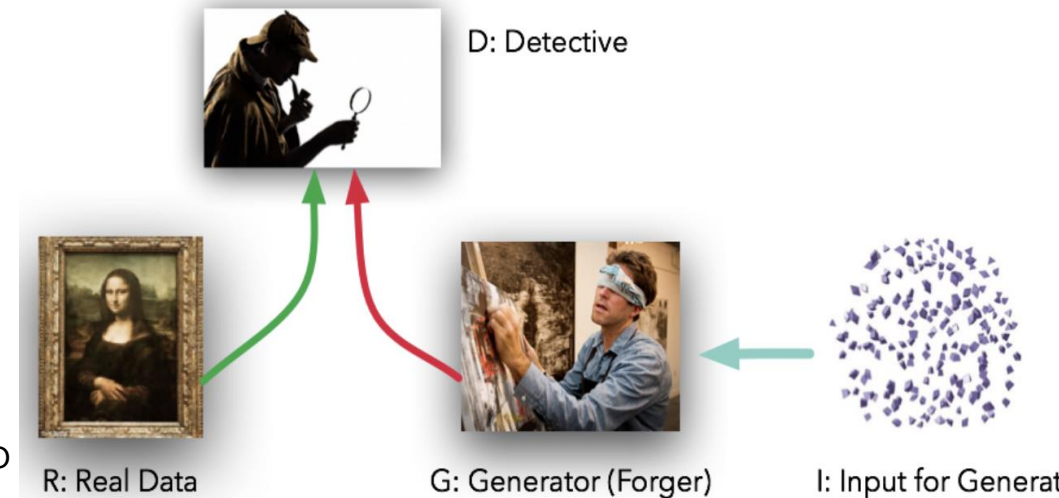 D: Detective
R: Real Data
G: Generator (Forger)
I: Input for Generat